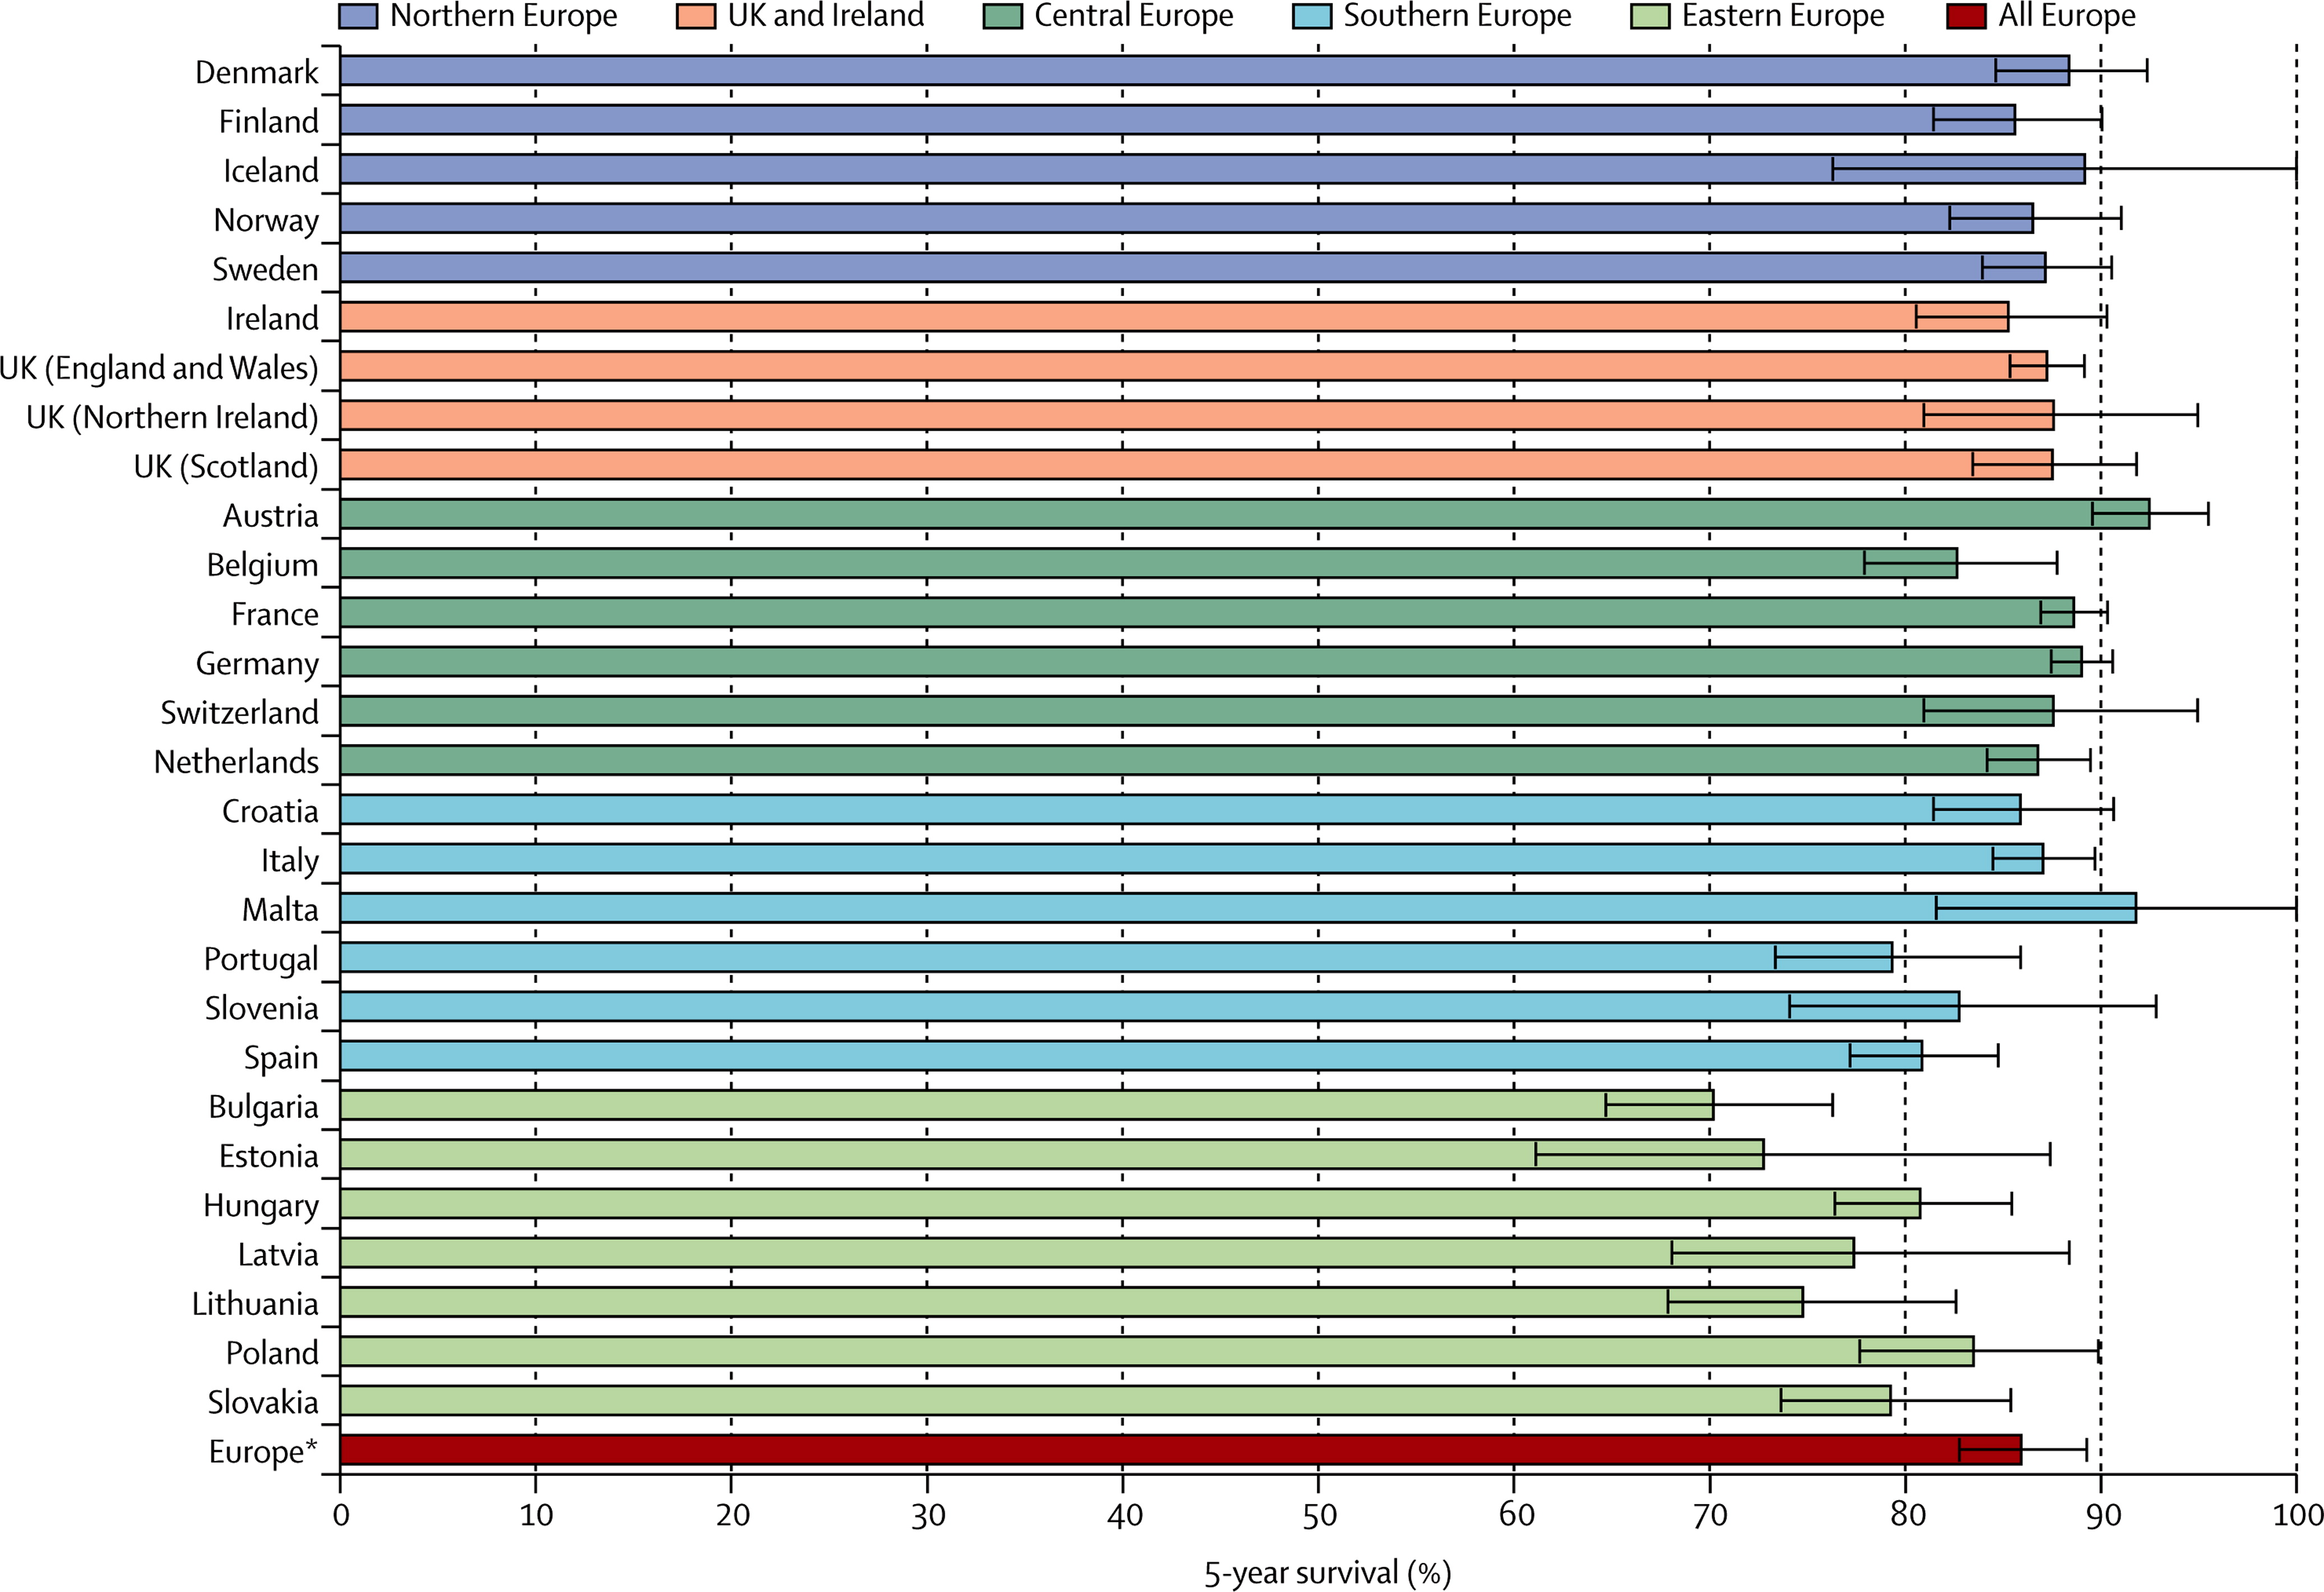 Northern Europe UK and Ireland Central Europe Southern Europe Eastern Europe All Europe
Denmark
Finland
Iceland
Norway
Sweden
Ireland
UK (England and Wales)
UK (Northern Ireland)
UK (Scotland)
Austria
Belgium
France
Germany
Switzerland
Netherlands
Croatia
Italy
Malta
Portugal
Slovenia
Spain
Bulgaria
Estonia
Hungary
Latvia
Lithuania
Poland
Slovakia
Europe*
0 10 20 30 40 50 60 70 80 90 100
5-year survival (%)